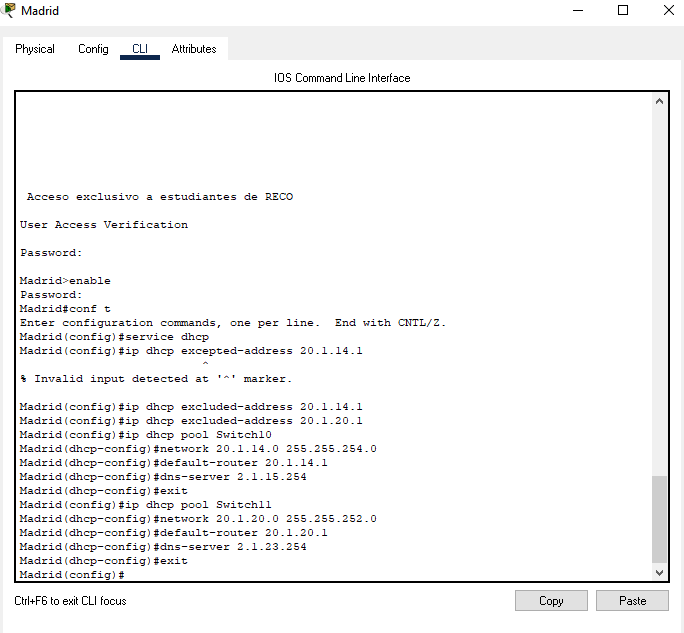 Madrid
Physical Config CLI Attributes
IOS Command Line Interface
Acceso exclusivo a estudiantes de RECO
User Access Verification
Password:
Madrid>enable
Password:
Madrid#conf t
Enter configuration commands, one per line.  End with CNTL/Z.
Madrid(config)#service dhcp
Madrid(config)#ip dhcp excepted-address 20.1.14.1
^
% Invalid input detected at '^' marker.
Madrid(config)#ip dhcp excluded-address 20.1.14.1
Madrid(config)#ip dhcp excluded-address 20.1.20.1
Madrid(config)#ip dhcp pool Switch10
Madrid(dhcp-config)#network 20.1.14.0 255.255.254.0
Madrid(dhcp-config)#default-router 20.1.14.1
Madrid(dhcp-config)#dns-server 2.1.15.254
Madrid(dhcp-config)#exit
Madrid(config)#ip dhcp pool Switch11
Madrid(dhcp-config)#network 20.1.20.0 255.255.252.0
Madrid(dhcp-config)#default-router 20.1.20.1
Madrid(dhcp-config)#dns-server 2.1.23.254
Madrid(dhcp-config)#exit
Madrid(config)#
Ctrl+F6 to exit CLI focus
Copy Paste